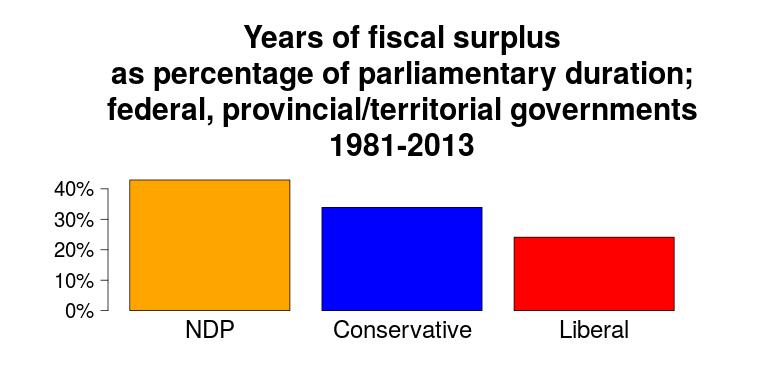 Years of fiscal surplus
as percentage of parliamentary duration;
federal, provincial/territorial governments
1981-2013
40%
30%
20%
10%
0%
NDP Conservative Liberal